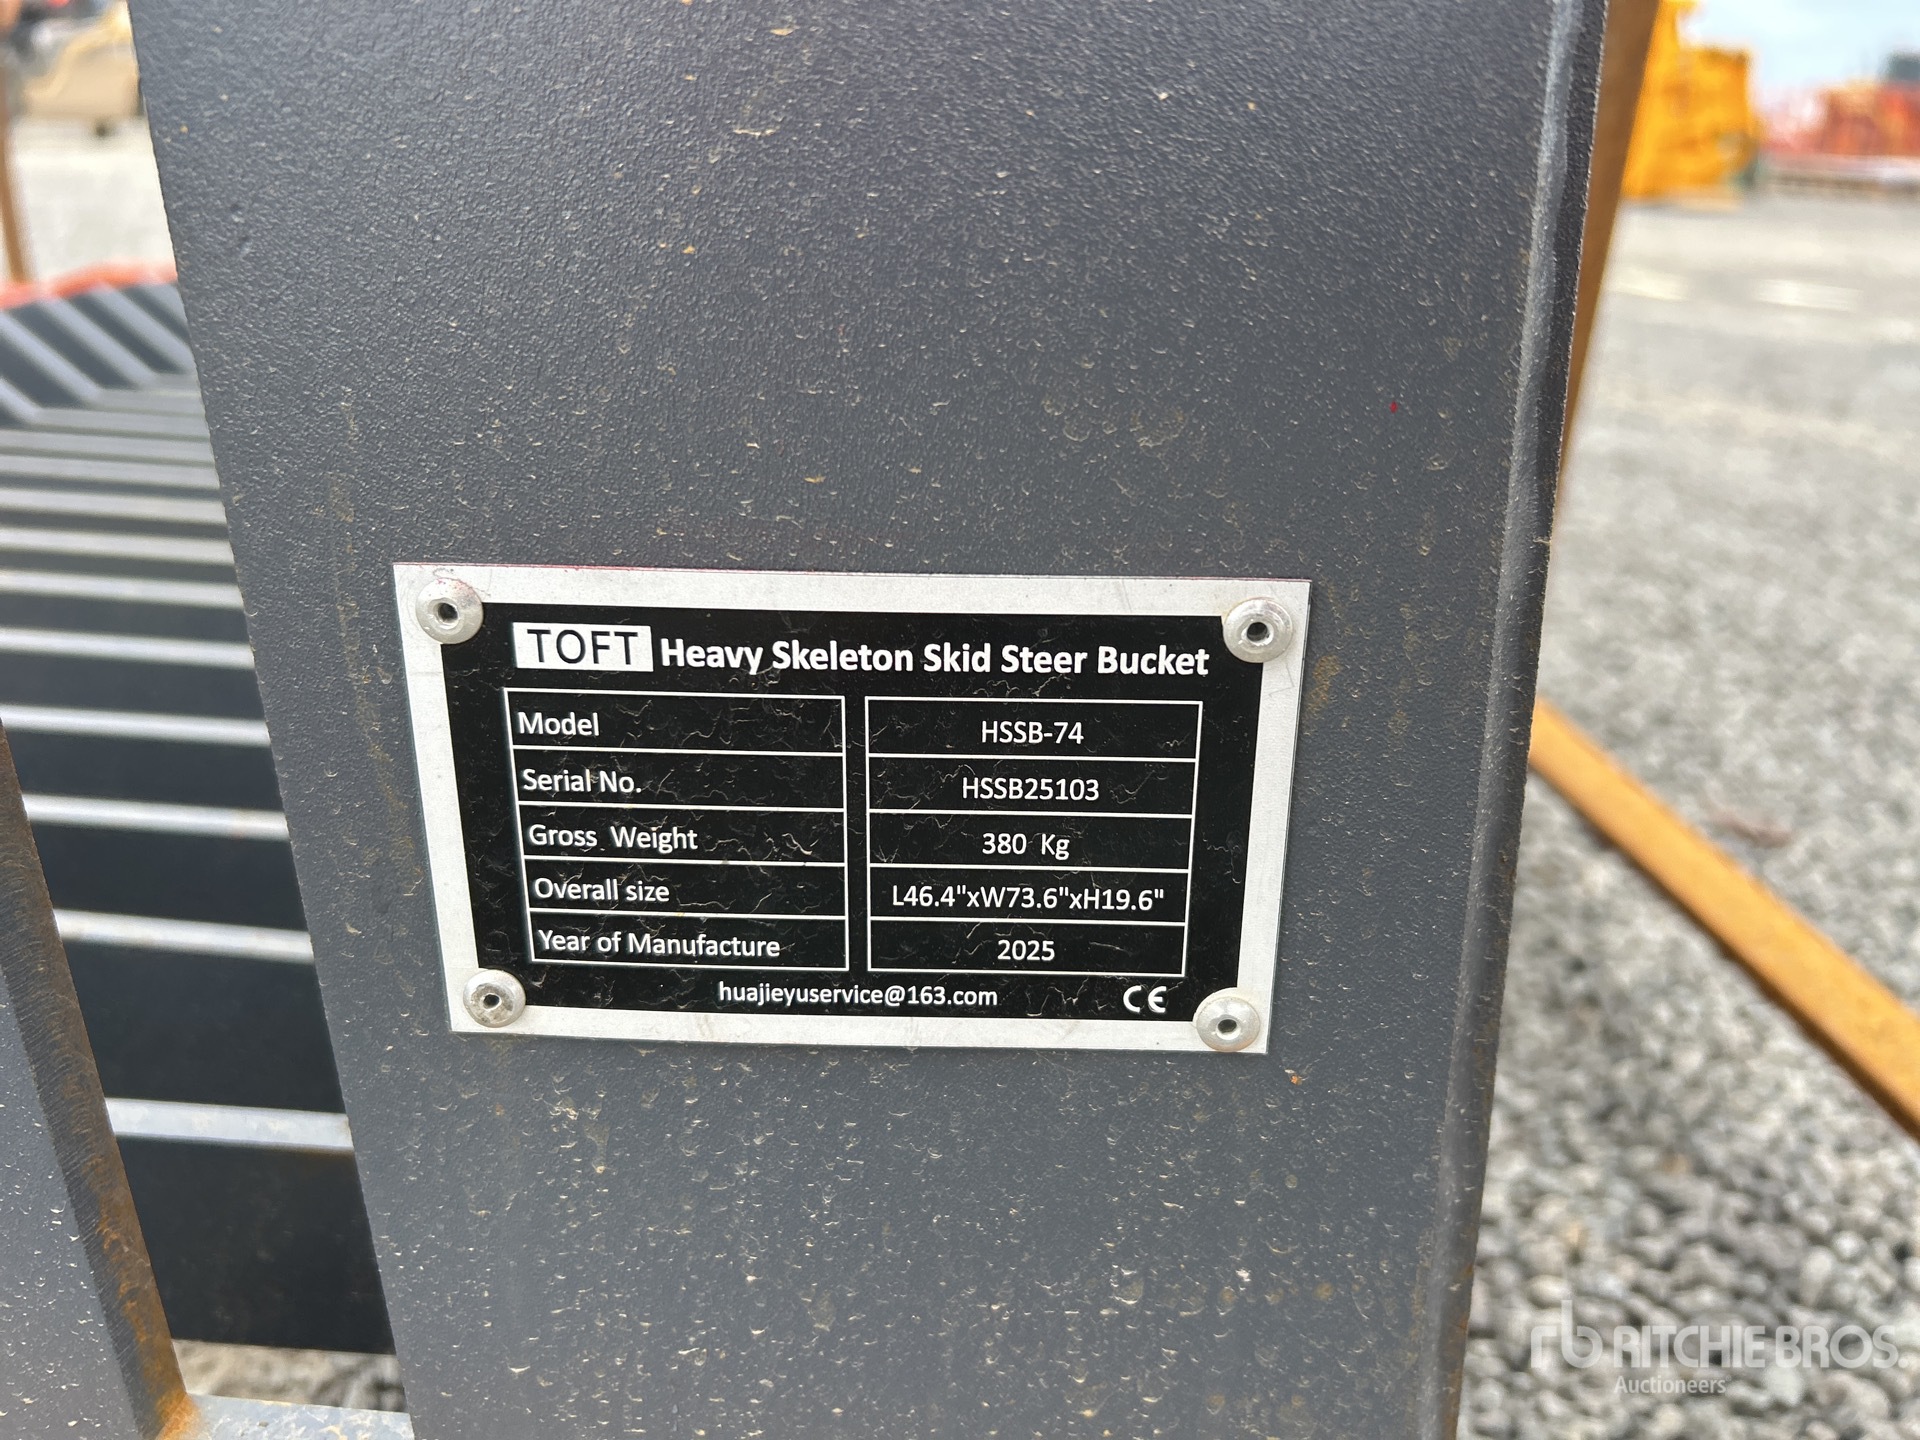 TOFT Heavy Skeleton Skid Steer Bucket
Model HSSB-74
Serial No. HSSB25103
Gross Weight 380 Kg
Overall size L46.4"xW73.6"xH19.6"
Year of Manufacture 2025
huajieyuservice@163.com CE
rb RITCHIE BROS.
Auctioneers